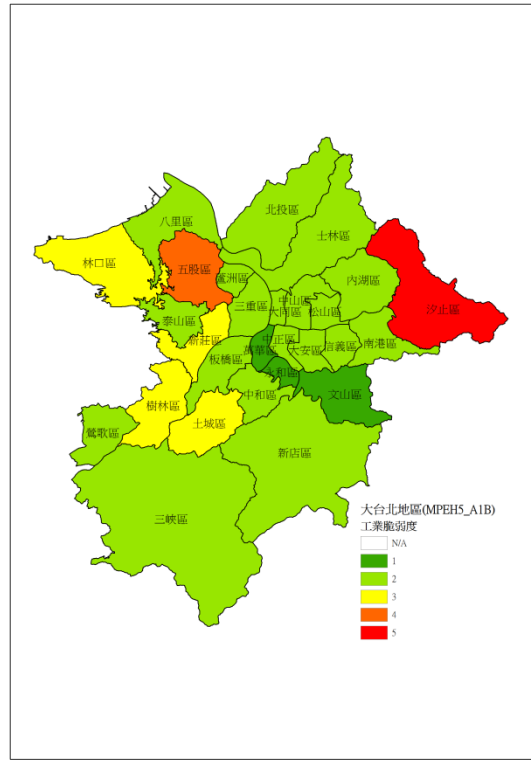 北投區
八里區
士林區
林口區
五股區
蘆洲區
內湖區
汐止區
三重區
中山區
大同區
松山區
泰山區
新莊區
中正區
萬華區
大安區
信義區
南港區
板橋區
永和區
中和區
文山區
樹林區
土城區
鶯歌區
新店區
三峽區
大台北地區(MPEH5_A1B)
工業脆弱度
N/A
1
2
3
4
5